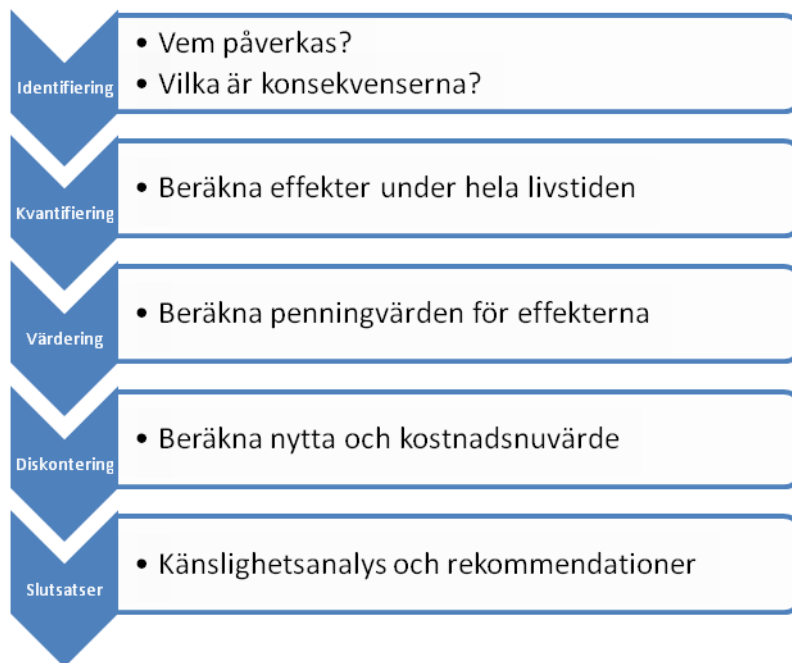 Identifiering
• Vem påverkas?
• Vilka är konsekvenserna?
Kvantifiering
• Beräkna effekter under hela livstiden
Värdering
• Beräkna penningvärden för effekterna
Diskontering
• Beräkna nytta och kostnadsnuvärde
Slutsatser
• Känslighetsanalys och rekommendationer